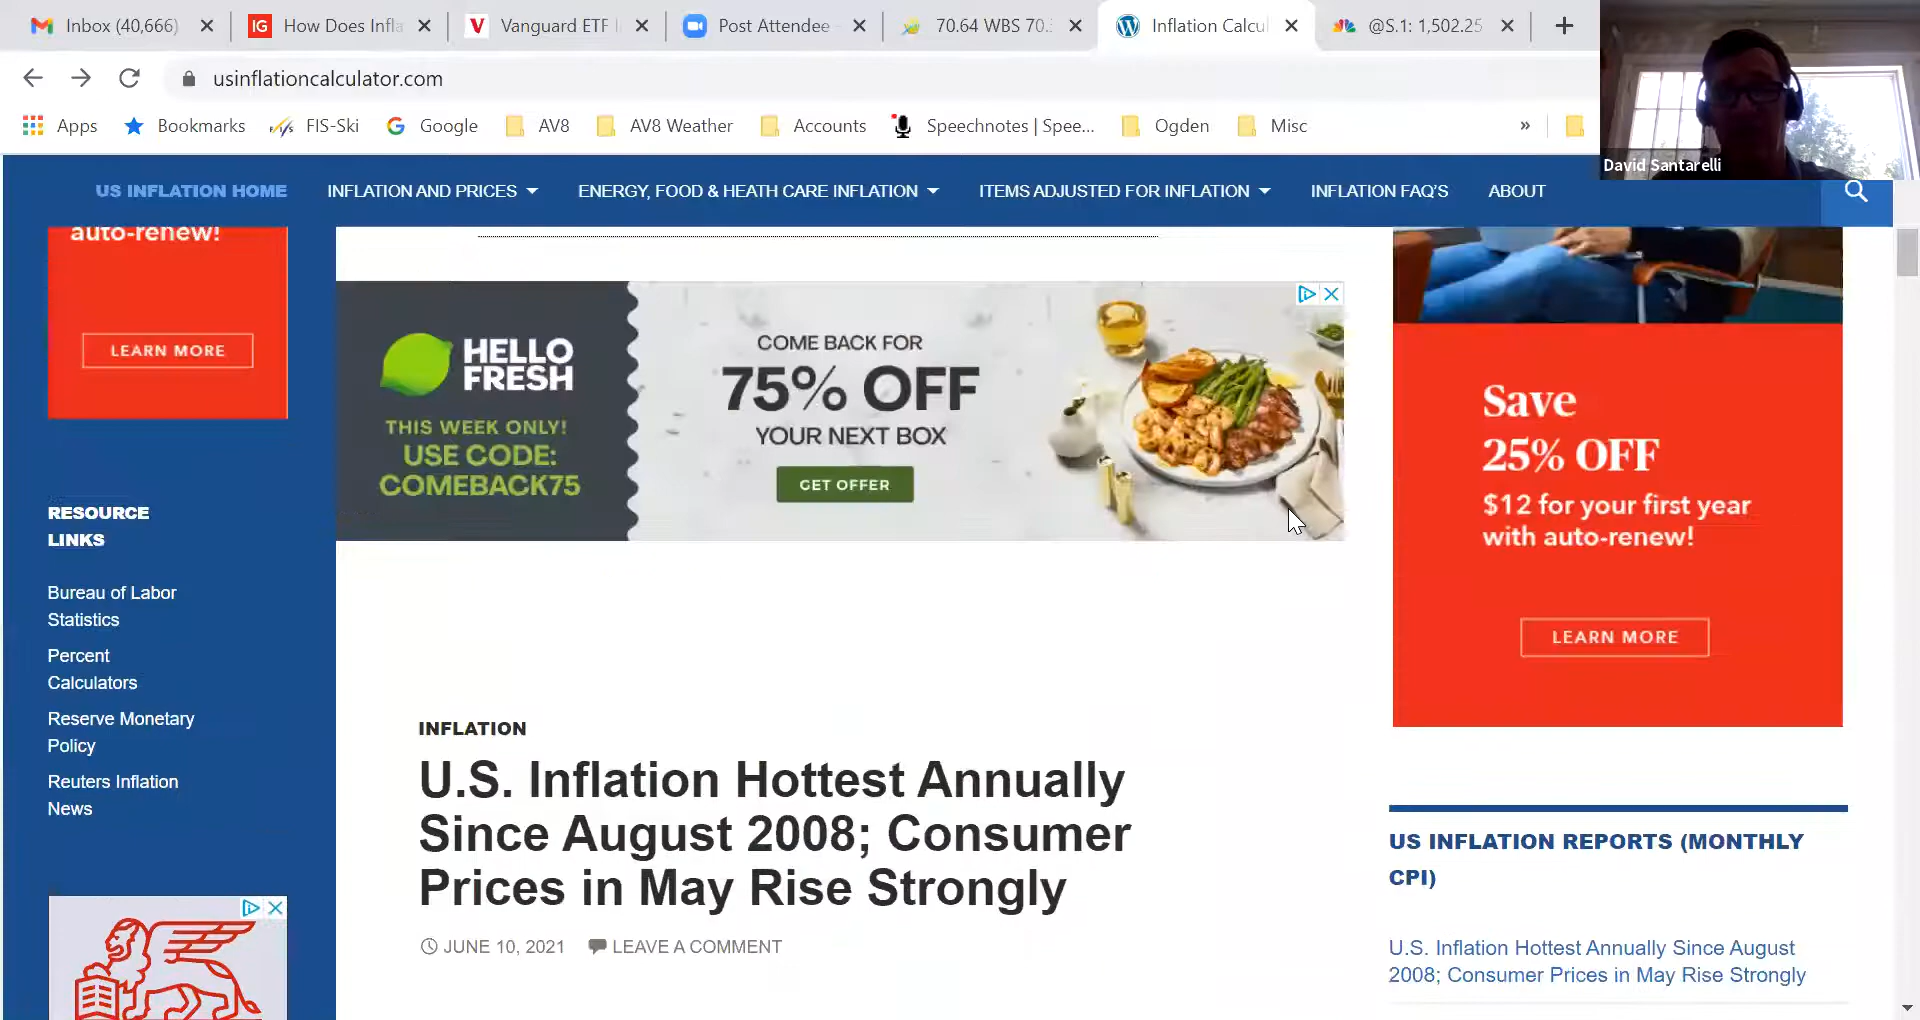 Inbox (40,666)
How Does Infla
Vanguard ETF
Post Attendee
70.64 WBS 70.
Inflation Calcu
@S.1: 1,502.25
usinflationcalculator.com
Apps
Bookmarks
FIS-Ski
Google
AV8
AV8 Weather
Accounts
Speechnotes | Spee...
Ogden
Misc
»
David Santarelli
US INFLATION HOME
INFLATION AND PRICES
ENERGY, FOOD & HEATH CARE INFLATION
ITEMS ADJUSTED FOR INFLATION
INFLATION FAQ'S
ABOUT
auto-renew!
LEARN MORE
RESOURCE
LINKS
Bureau of Labor
Statistics
Percent
Calculators
Reserve Monetary
Policy
Reuters Inflation
News
HELLO
FRESH
THIS WEEK ONLY!
USE CODE:
COMEBACK75
COME BACK FOR
75% OFF
YOUR NEXT BOX
GET OFFER
INFLATION
U.S. Inflation Hottest Annually
Since August 2008; Consumer
Prices in May Rise Strongly
JUNE 10, 2021
LEAVE A COMMENT
Save
25% OFF
$12 for your first year
with auto-renew!
LEARN MORE
US INFLATION REPORTS (MONTHLY
CPI)
U.S. Inflation Hottest Annually Since August
2008; Consumer Prices in May Rise Strongly